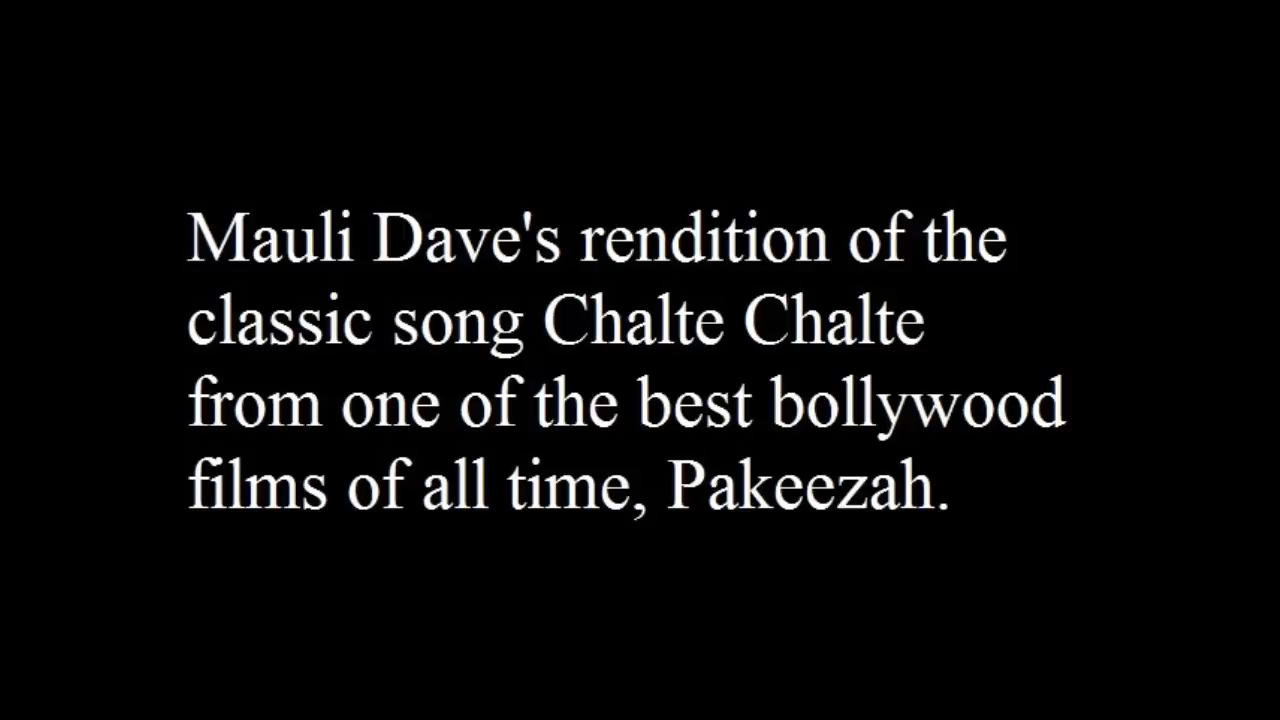 Mauli Dave's rendition of the
classic song Chalte Chalte
from one of the best bollywood
films of all time, Pakeezah.